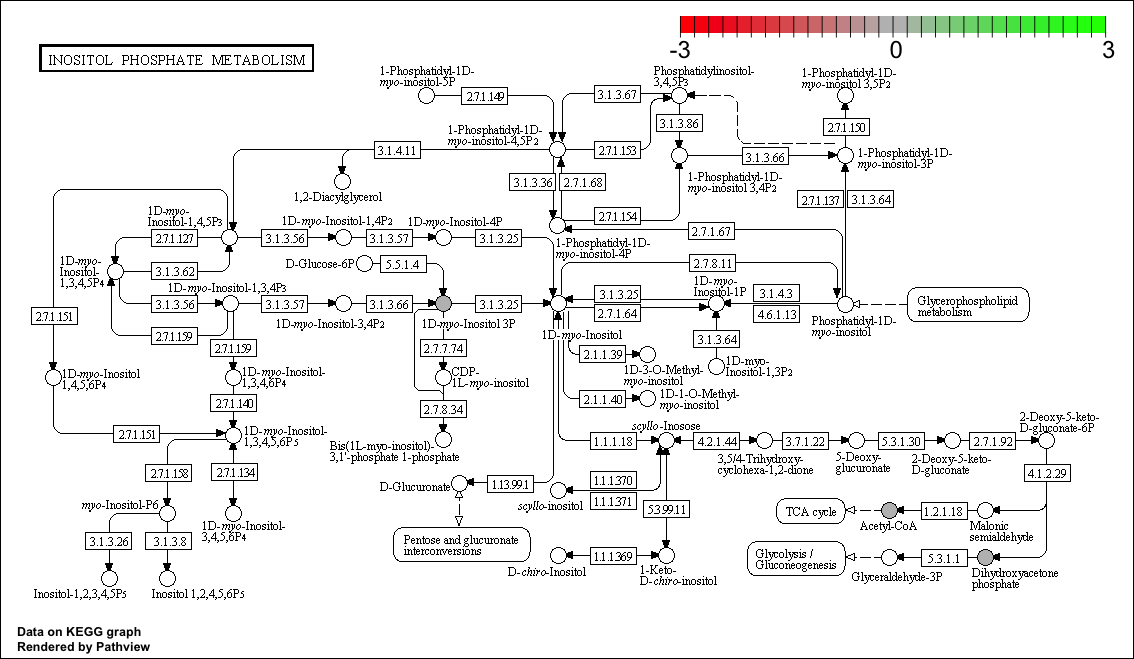 -3
0
3
INOSITOL PHOSPHATE METABOLISM
1-Phosphatidyl-1D-
myo-inositol-5P
2.7.1.149
3.1.3.67
Phosphatidylinositol-
3,4,5P3
1-Phosphatidyl-1D-
myo-inositol 3,5P2
3.1.3.86
2.7.1.150
1-Phosphatidyl-1D-
myo-inositol-4,5P2
3.1.4.11
2.7.1.153
3.1.3.66
1-Phosphatidyl-1D-
myo-inositol-3P
1,2-Diacylglycerol
3.1.3.36
2.7.1.68
1-Phosphatidyl-1D-
myo-inositol 3,4P2
2.7.1.137
3.1.3.64
2.7.1.154
2.7.1.67
1D-myo-
Inositol-1,4,5P3
1D-myo-Inositol-1,4P2
1D-myo-Inositol-4P
2.7.1.127
3.1.3.56
3.1.3.57
3.1.3.25
1-Phosphatidyl-1D-
myo-inositol-4P
1D-myo-
Inositol-
1,3,4,5P4
3.1.3.62
D-Glucose-6P
5.5.1.4
2.7.8.11
1D-myo-Inositol-1,3,4P3
1D-myo-
Inositol-1P
3.1.3.56
3.1.3.57
3.1.3.66
3.1.3.25
3.1.3.25
2.7.1.64
3.1.4.3
4.6.1.13
Glycerophospholipid
metabolism
2.7.1.151
1D-myo-Inositol-3,4P2
1D-myo-Inositol 3P
1D-myo-Inositol
Phosphatidyl-1D-
myo-inositol
2.7.1.159
2.7.1.159
2.7.7.74
2.1.1.39
3.1.3.64
1D-myo-Inositol
1,4,5,6P4
1D-myo-Inositol-
1,3,4,6P4
CDP-
1L-myo-inositol
1D-3-O-Methyl-
myo-inositol
1D-myo-
Inositol-1,3P2
2.7.1.140
2.7.8.34
2.1.1.40
1D-1-O-Methyl-
myo-inositol
2.7.1.151
1D-myo-Inositol-
1,3,4,5,6P5
Bis(1L-myo-inositol)-
3,1'-phosphate 1-phosphate
scyllo-Inosose
1.1.1.18
4.2.1.44
3.7.1.22
5.3.1.30
2.7.1.92
2-Deoxy-5-keto-
D-gluconate-6P
3,5/4-Trihydroxy-
cyclohexa-1,2-dione
5-Deoxy-
glucuronate
2-Deoxy-5-keto-
D-gluconate
2.7.1.158
2.7.1.134
D-Glucuronate
1.13.99.1
1.1.1.370
1.1.1.371
scyllo-inositol
5.3.99.11
4.1.2.29
myo-Inositol-P6
1D-myo-Inositol-
3,4,5,6P4
TCA cycle
Acetyl-CoA
1.2.1.18
Malonic
semialdehyde
3.1.3.26
3.1.3.8
Pentose and glucuronate
interconversions
D-chiro-Inositol
1.1.1.369
1-Keto-
D-chiro-inositol
Glycolysis /
Gluconeogenesis
Glyceraldehyde-3P
5.3.1.1
Dihydroxyacetone
phosphate
Inositol-1,2,3,4,5P5
Inositol 1,2,4,5,6P5
Data on KEGG graph
Rendered by Pathview